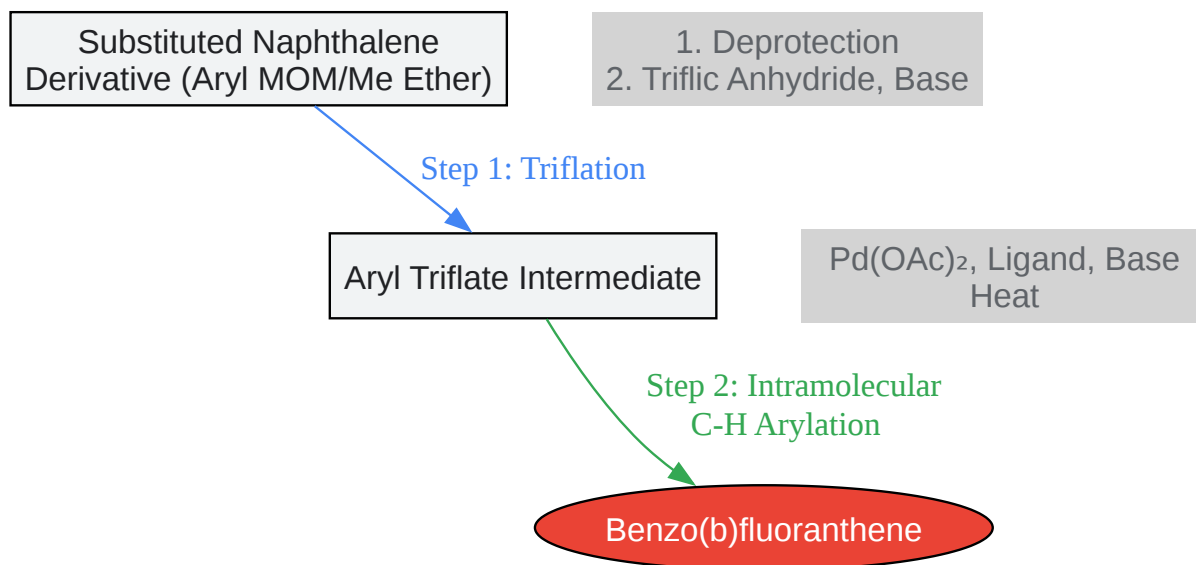 Substituted Naphthalene
Derivative (Aryl MOM/Me Ether)
1. Deprotection
2. Triflic Anhydride, Base
Step 1: Triflation
Aryl Triflate Intermediate
Pd(OAc)₂, Ligand, Base
Heat
Step 2: Intramolecular
C-H Arylation
Benzo(b)fluoranthene